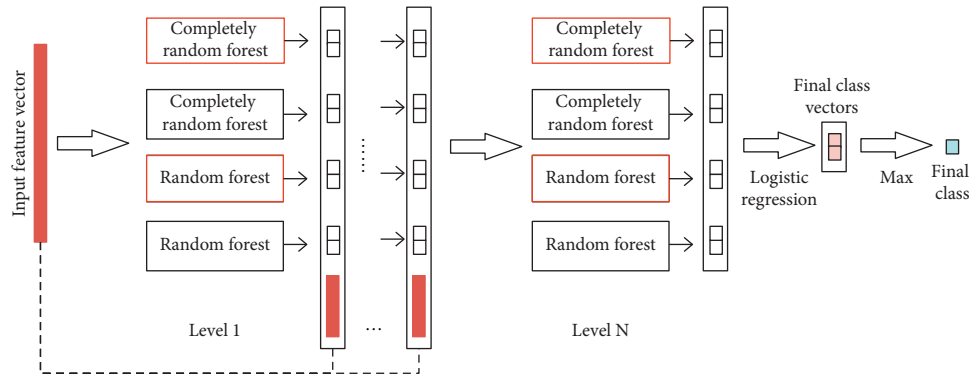 Input feature vector
Completely
random forest
Completely
random forest
Random forest
Random forest
Level 1
......
...
Completely
random forest
Completely
random forest
Random forest
Random forest
Level N
Logistic
regression
Final class
vectors
Max
Final
class